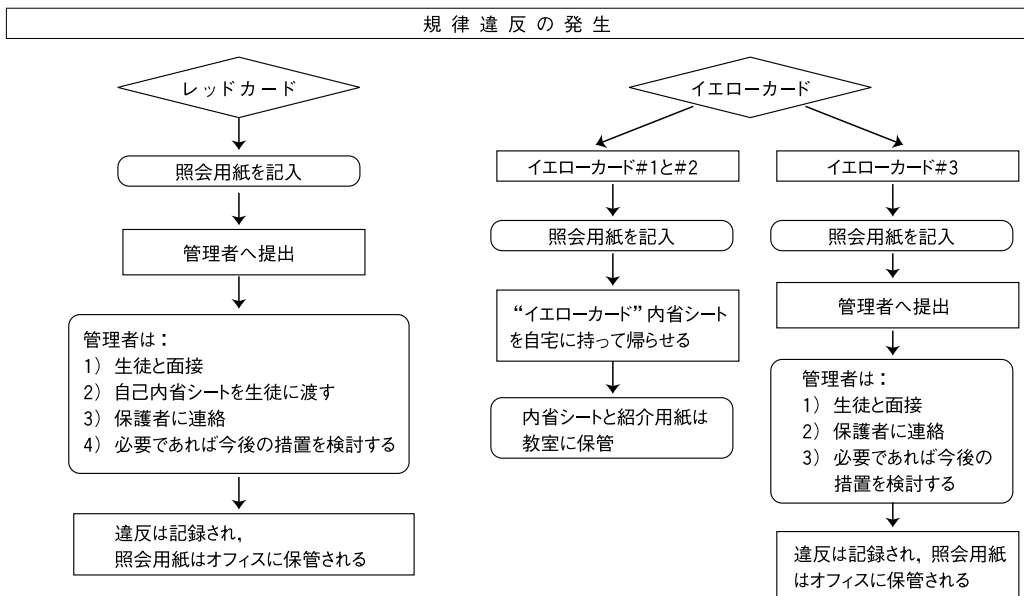 規律違反の発生
レッドカード
照会用紙を記入
管理者へ提出
管理者は：
1） 生徒と面接
2） 自己内省シートを生徒に渡す
3） 保護者に連絡
4） 必要であれば今後の措置を検討する
違反は記録され，
照会用紙はオフィスに保管される
イエローカード
イエローカード#1と#2
照会用紙を記入
“イエローカード” 内省シート
を自宅に持って帰らせる
内省シートと紹介用紙は
教室に保管
イエローカード#3
照会用紙を記入
管理者へ提出
管理者は：
1） 生徒と面接
2） 保護者に連絡
3） 必要であれば今後の
措置を検討する
違反は記録され，照会用紙
はオフィスに保管される